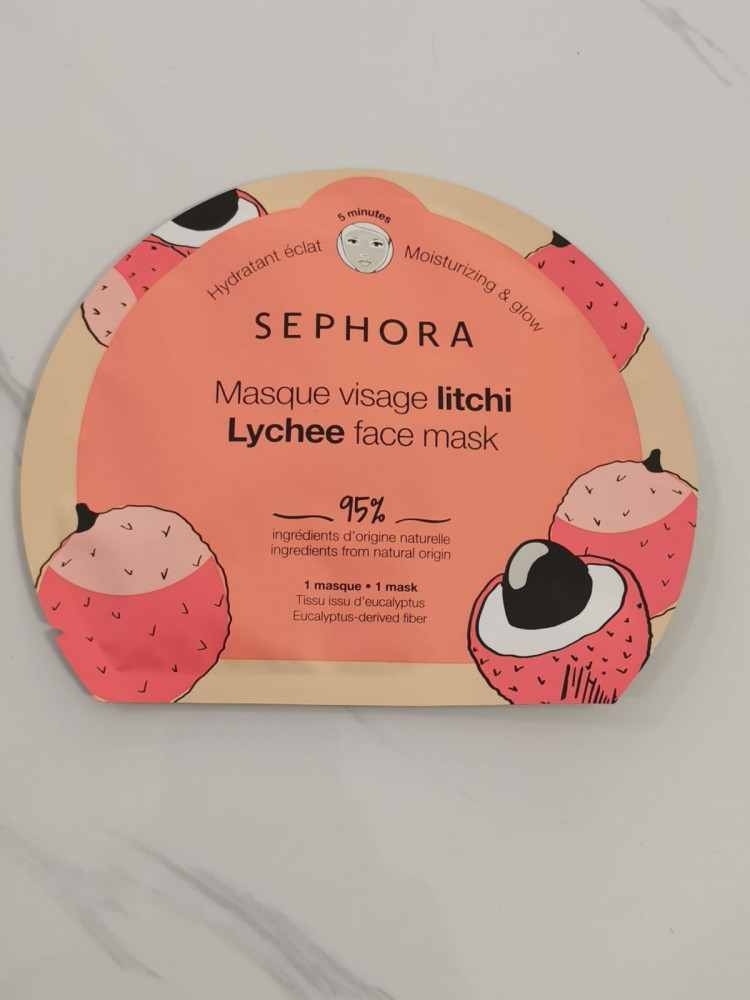 5 minutes
Hydratant éclat
Moisturizing & glow
SEPHORA
Masque visage litchi
Lychee face mask
95%
ingrédients d'origine naturelle
ingredients from natural origin
1 masque • 1 mask
Tissu issu d'eucalyptus
Eucalyptus-derived fiber